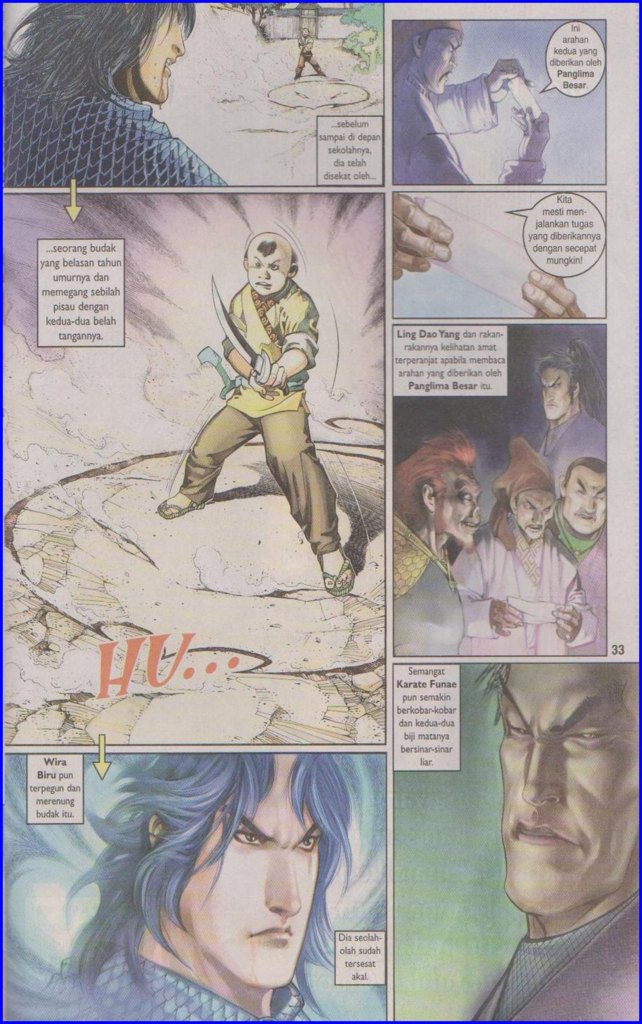 ...sebelum
sampai di depan
sekolahnya,
dia telah
disekat oleh...
...seorang budak
yang belasan tahun
umurnya dan
memegang sebilah
pisau dengan
kedua-dua belah
tangannya.
HU...
Wira
Biru pun
terpegun dan
merenung
budak itu.
Dia seolah-
olah sudah
tersesat
akal.
Ini
arahan
kedua yang
diberikan oleh
Panglima
Besar.
Kita
mesti men-
jalankan tugas
yang diberikannya
dengan secepat
mungkin!
Ling Dao Yang dan rakan-
rakannya kelihatan amat
terperanjat apabila membaca
arahan yang diberikan oleh
Panglima Besar itu.
33
Semangat
Karate Funae
pun semakin
berkobar-kobar
dan kedua-dua
biji matanya
bersinar-sinar
liar.